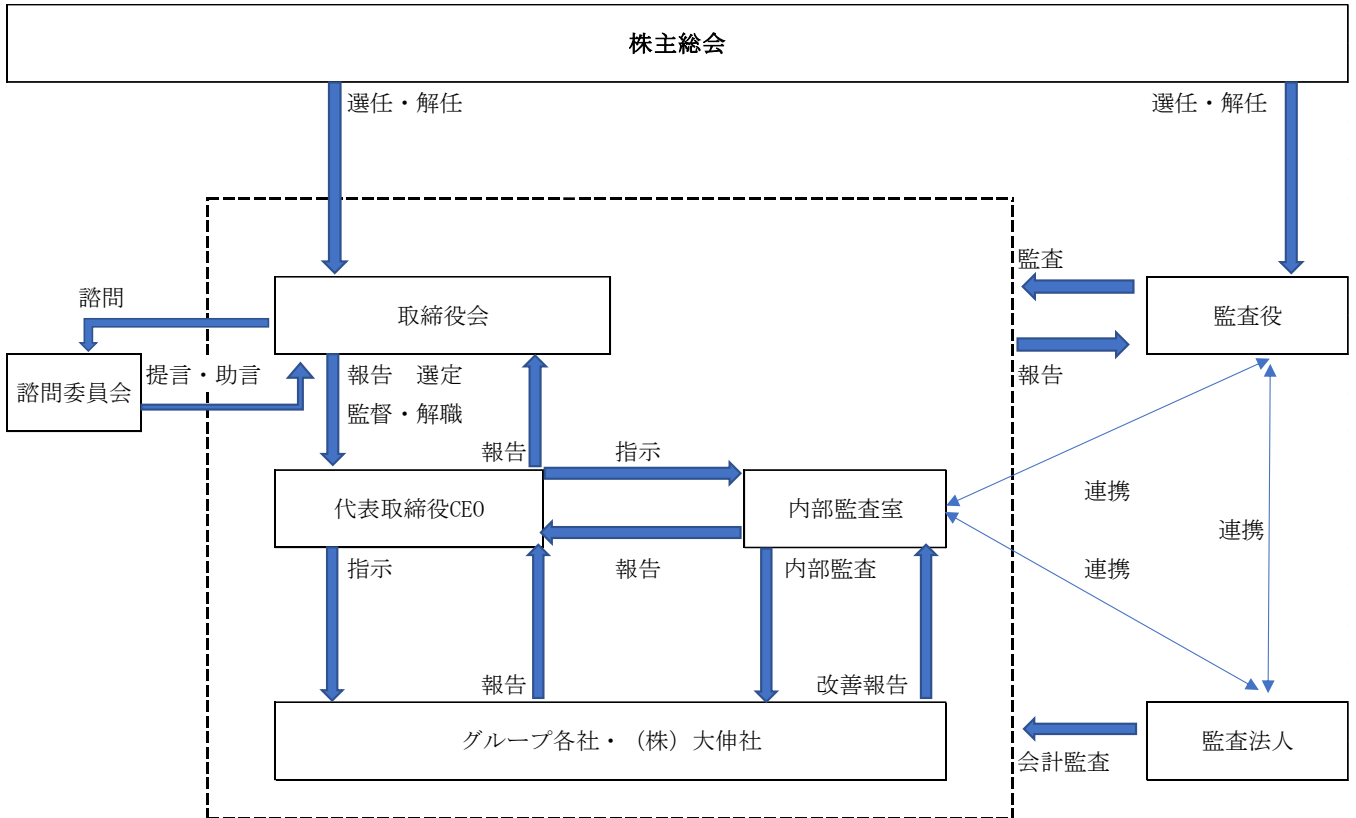 株主総会
選任・解任
選任・解任
監査
諮問
取締役会
監査役
提言・助言
報告　選定
報告
諮問委員会
監督・解職
報告
指示
連携
代表取締役CEO
内部監査室
連携
指示
報告
内部監査
連携
報告
改善報告
グループ各社・（株）大伸社
監査法人
会計監査